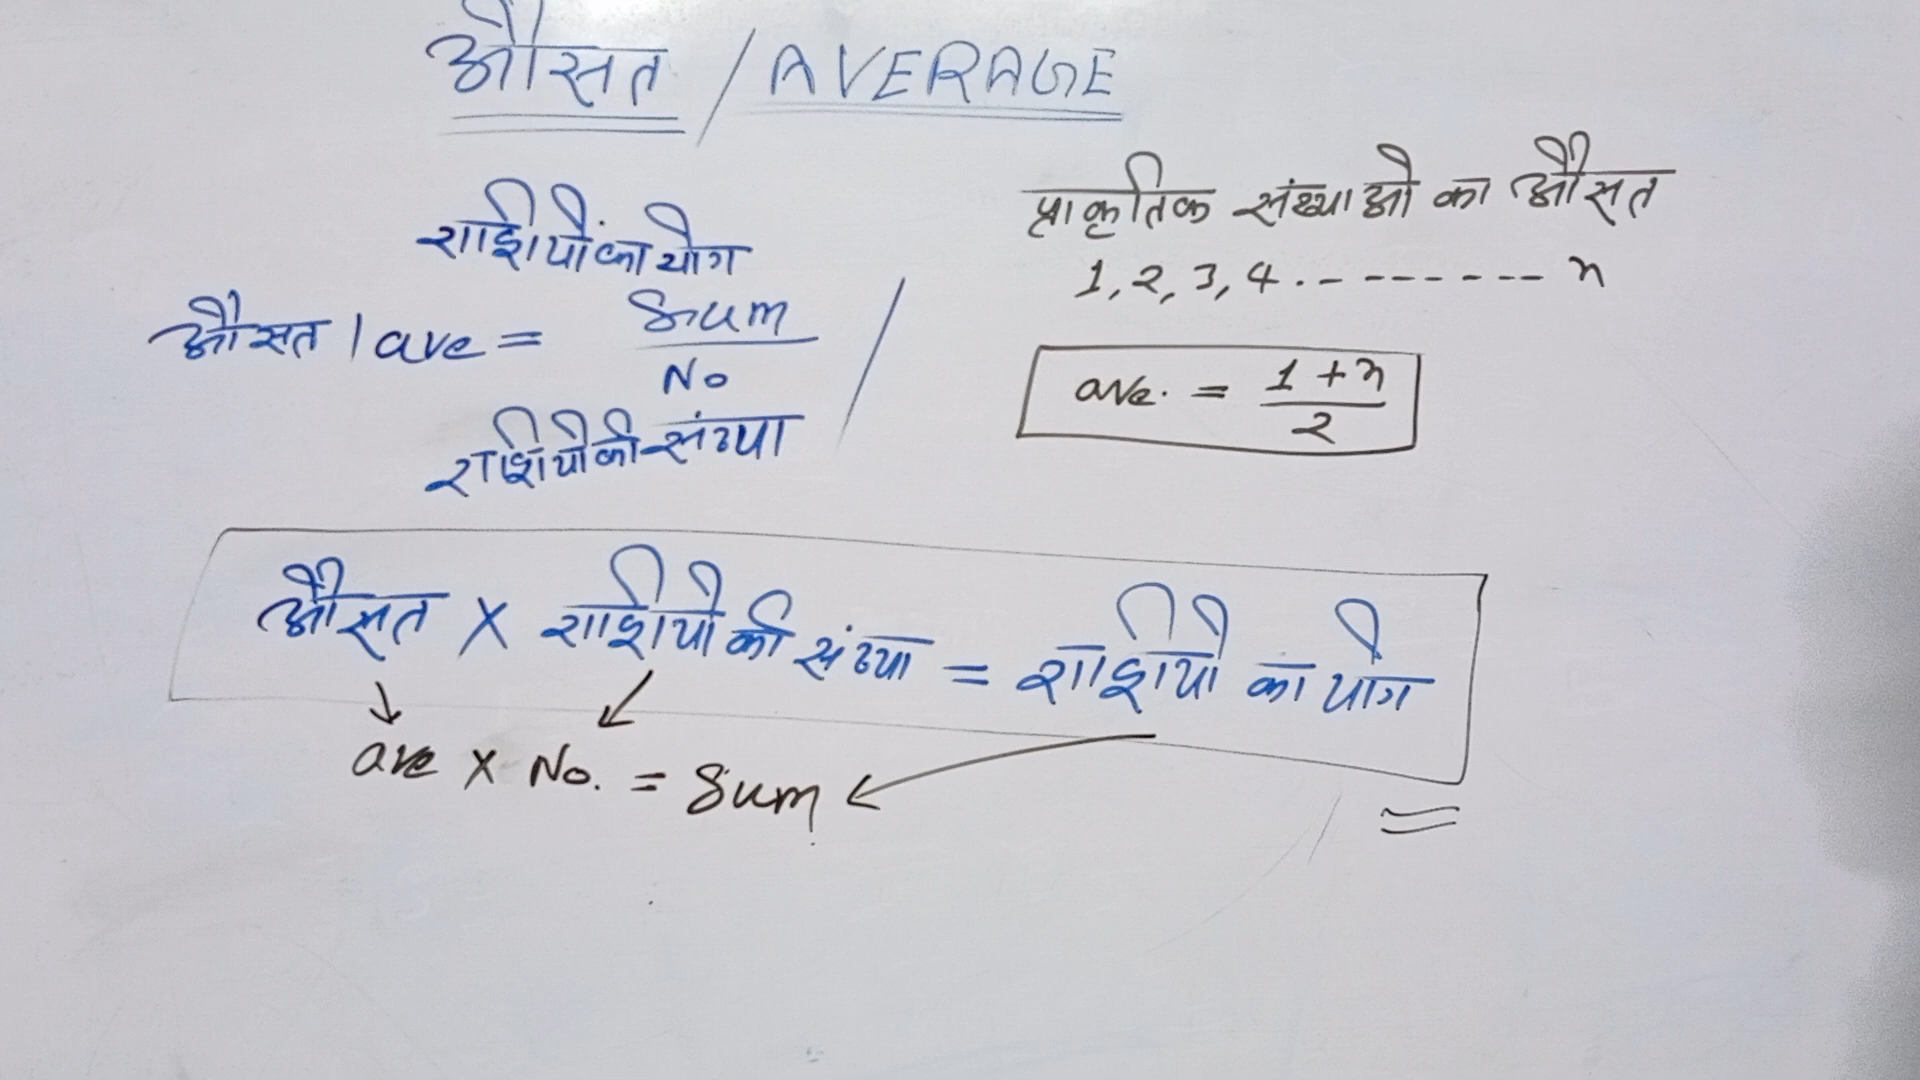 औसत / AVERAGE
राशियों का योग
औसत / ave = Sum / No
राशियो की संख्या
प्राकृतिक संख्याओ का औसत
1, 2, 3, 4 . - - - - - - - n
ave. = 1 + n / 2
औसत × राशियो की संख्या = राशियो का योग
ave × No. = Sum